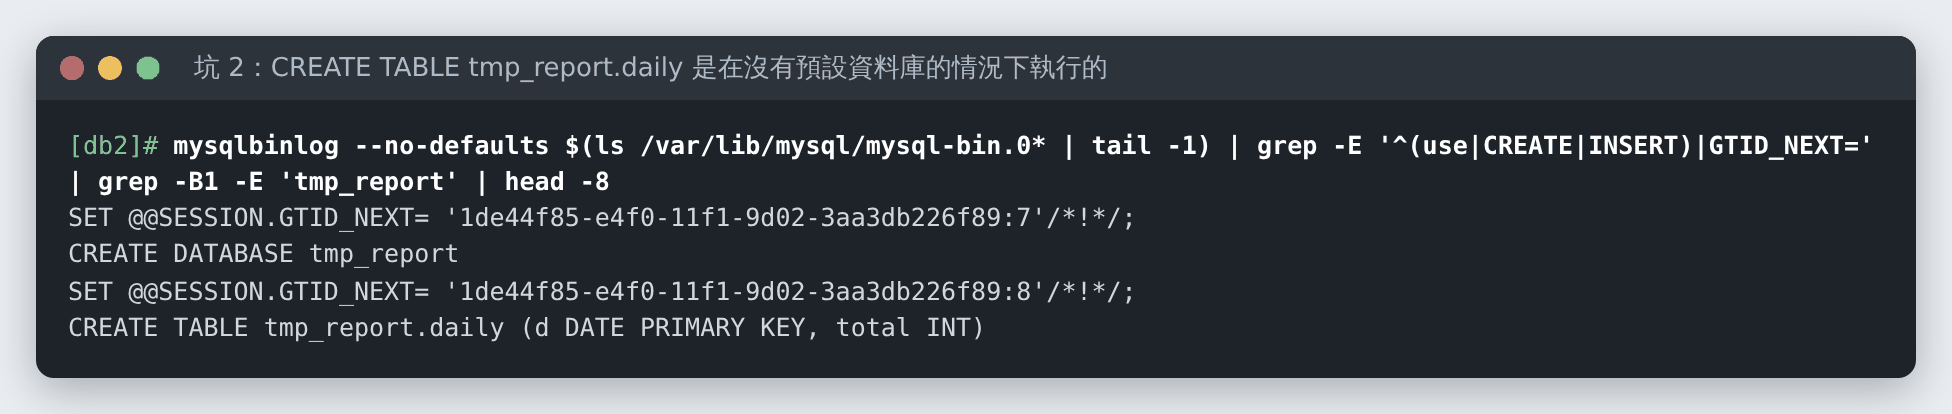 坑 2：CREATE TABLE tmp_report.daily 是在沒有預設資料庫的情況下執行的
[db2]# mysqlbinlog --no-defaults $(ls /var/lib/mysql/mysql-bin.0* | tail -1) | grep -E '^(use|CREATE|INSERT)|GTID_NEXT='
| grep -B1 -E 'tmp_report' | head -8
SET @@SESSION.GTID_NEXT= '1de44f85-e4f0-11f1-9d02-3aa3db226f89:7'/*!*/;
CREATE DATABASE tmp_report
SET @@SESSION.GTID_NEXT= '1de44f85-e4f0-11f1-9d02-3aa3db226f89:8'/*!*/;
CREATE TABLE tmp_report.daily (d DATE PRIMARY KEY, total INT)